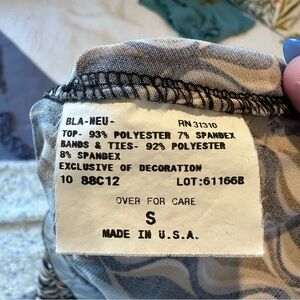 BLA-NEU- RN 31310
TOP- 93% POLYESTER 7% SPANDEX
BANDS & TIES- 92% POLYESTER
8% SPANDEX
EXCLUSIVE OF DECORATION
10 88C12 LOT:61166B
OVER FOR CARE
S
MADE IN U.S.A.